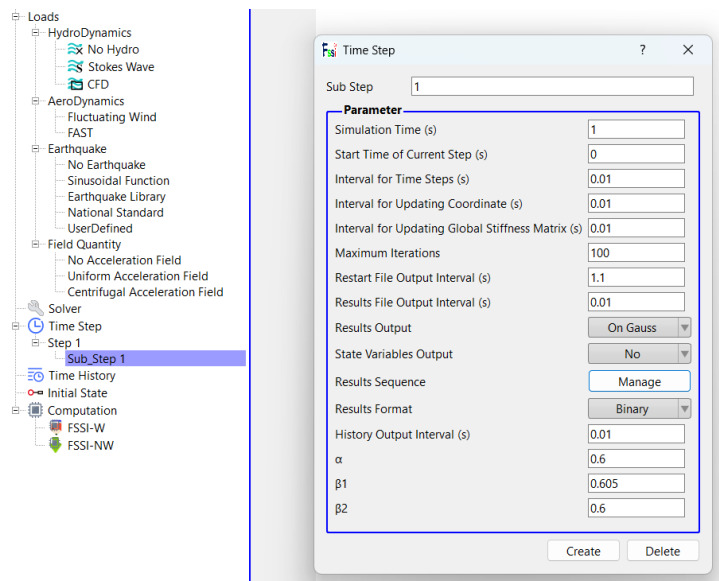 Loads
HydroDynamics
No Hydro
Stokes Wave
CFD
AeroDynamics
Fluctuating Wind
FAST
Earthquake
No Earthquake
Sinusoidal Function
Earthquake Library
National Standard
UserDefined
Field Quantity
No Acceleration Field
Uniform Acceleration Field
Centrifugal Acceleration Field
Solver
Time Step
Step 1
Sub_Step 1
Time History
Initial State
Computation
FSSI-W
FSSI-NW
Fssi Time Step ? ×
Sub Step 1
Parameter
Simulation Time (s) 1
Start Time of Current Step (s) 0
Interval for Time Steps (s) 0.01
Interval for Updating Coordinate (s) 0.01
Interval for Updating Global Stiffness Matrix (s) 0.01
Maximum Iterations 100
Restart File Output Interval (s) 1.1
Results File Output Interval (s) 0.01
Results Output On Gauss
State Variables Output No
Results Sequence Manage
Results Format Binary
History Output Interval (s) 0.01
α 0.6
β1 0.605
β2 0.6
Create Delete